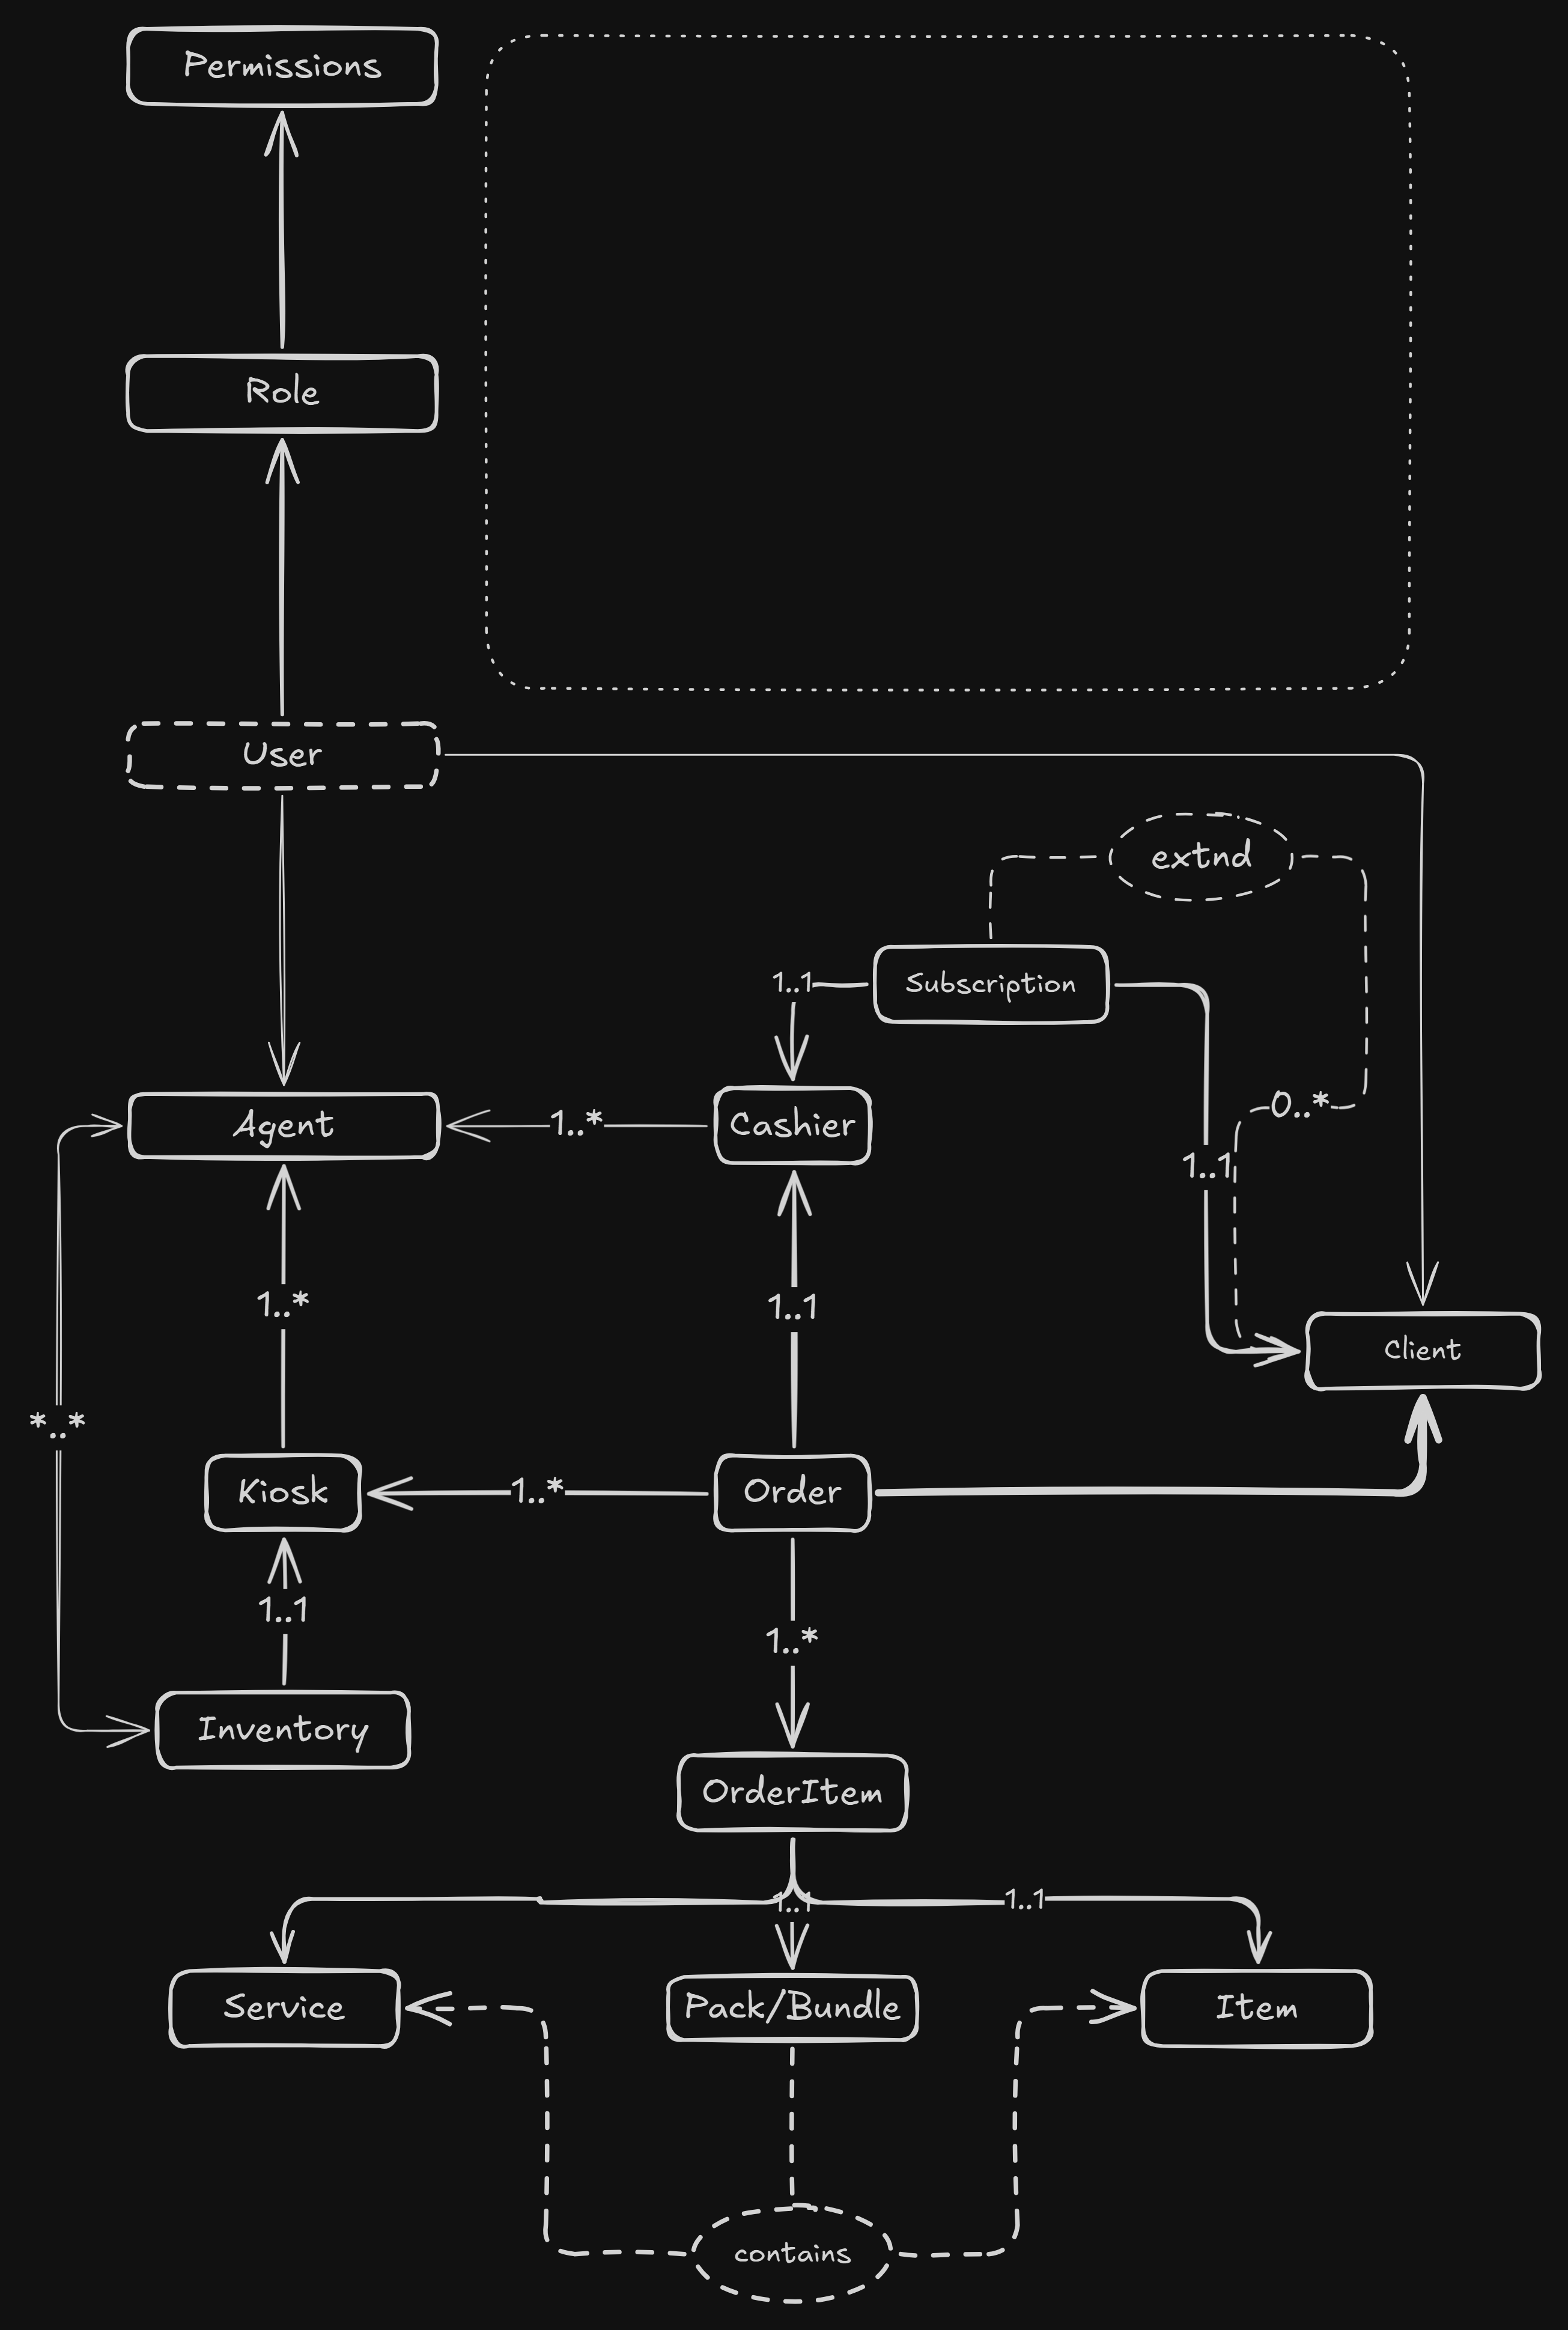 Permissions
Role
User
extnd
Subscription
1..1
Agent
1..*
Cashier
0..*
1..1
1..*
1..1
Client
*..*
Kiosk
1..*
Order
1..1
1..*
Inventory
OrderItem
1..1
1..1
Service
Pack/Bundle
Item
contains